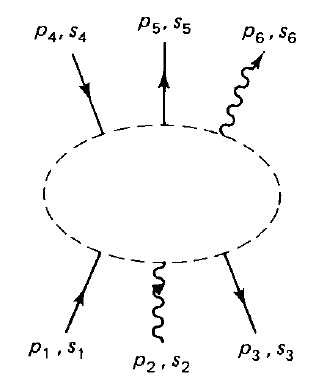 p₄, s₄ p₅, s₅ p₆, s₆
p₁, s₁ p₂, s₂ p₃, s₃